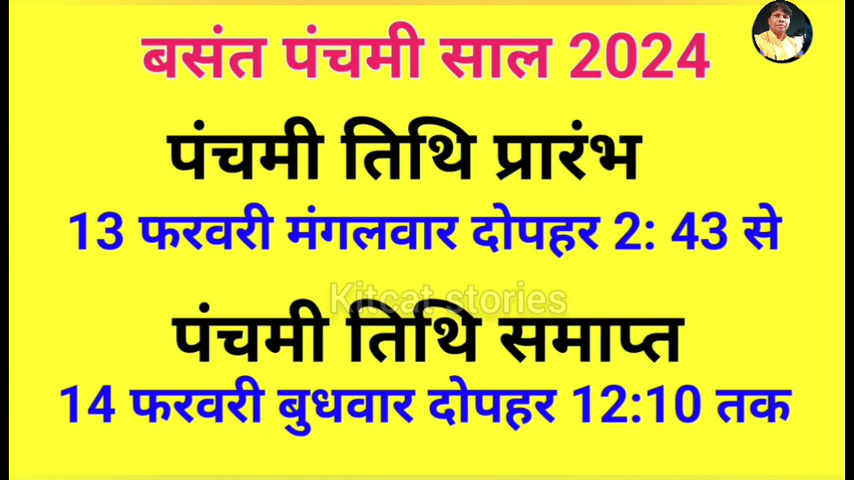 बसंत पंचमी साल 2024
पंचमी तिथि प्रारंभ
13 फरवरी मंगलवार दोपहर 2: 43 से
Kitcat stories
पंचमी तिथि समाप्त
14 फरवरी बुधवार दोपहर 12:10 तक